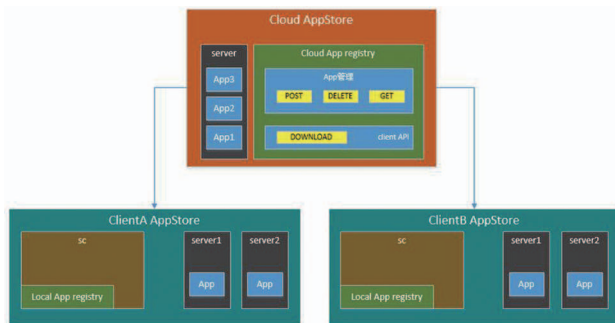 Cloud AppStore
server
App3
App2
App1
Cloud App registry
App管理
POST DELETE GET
DOWNLOAD client API
ClientA AppStore
sc
Local App registry
server1
App
server2
App
ClientB AppStore
sc
Local App registry
server1
App
server2
App